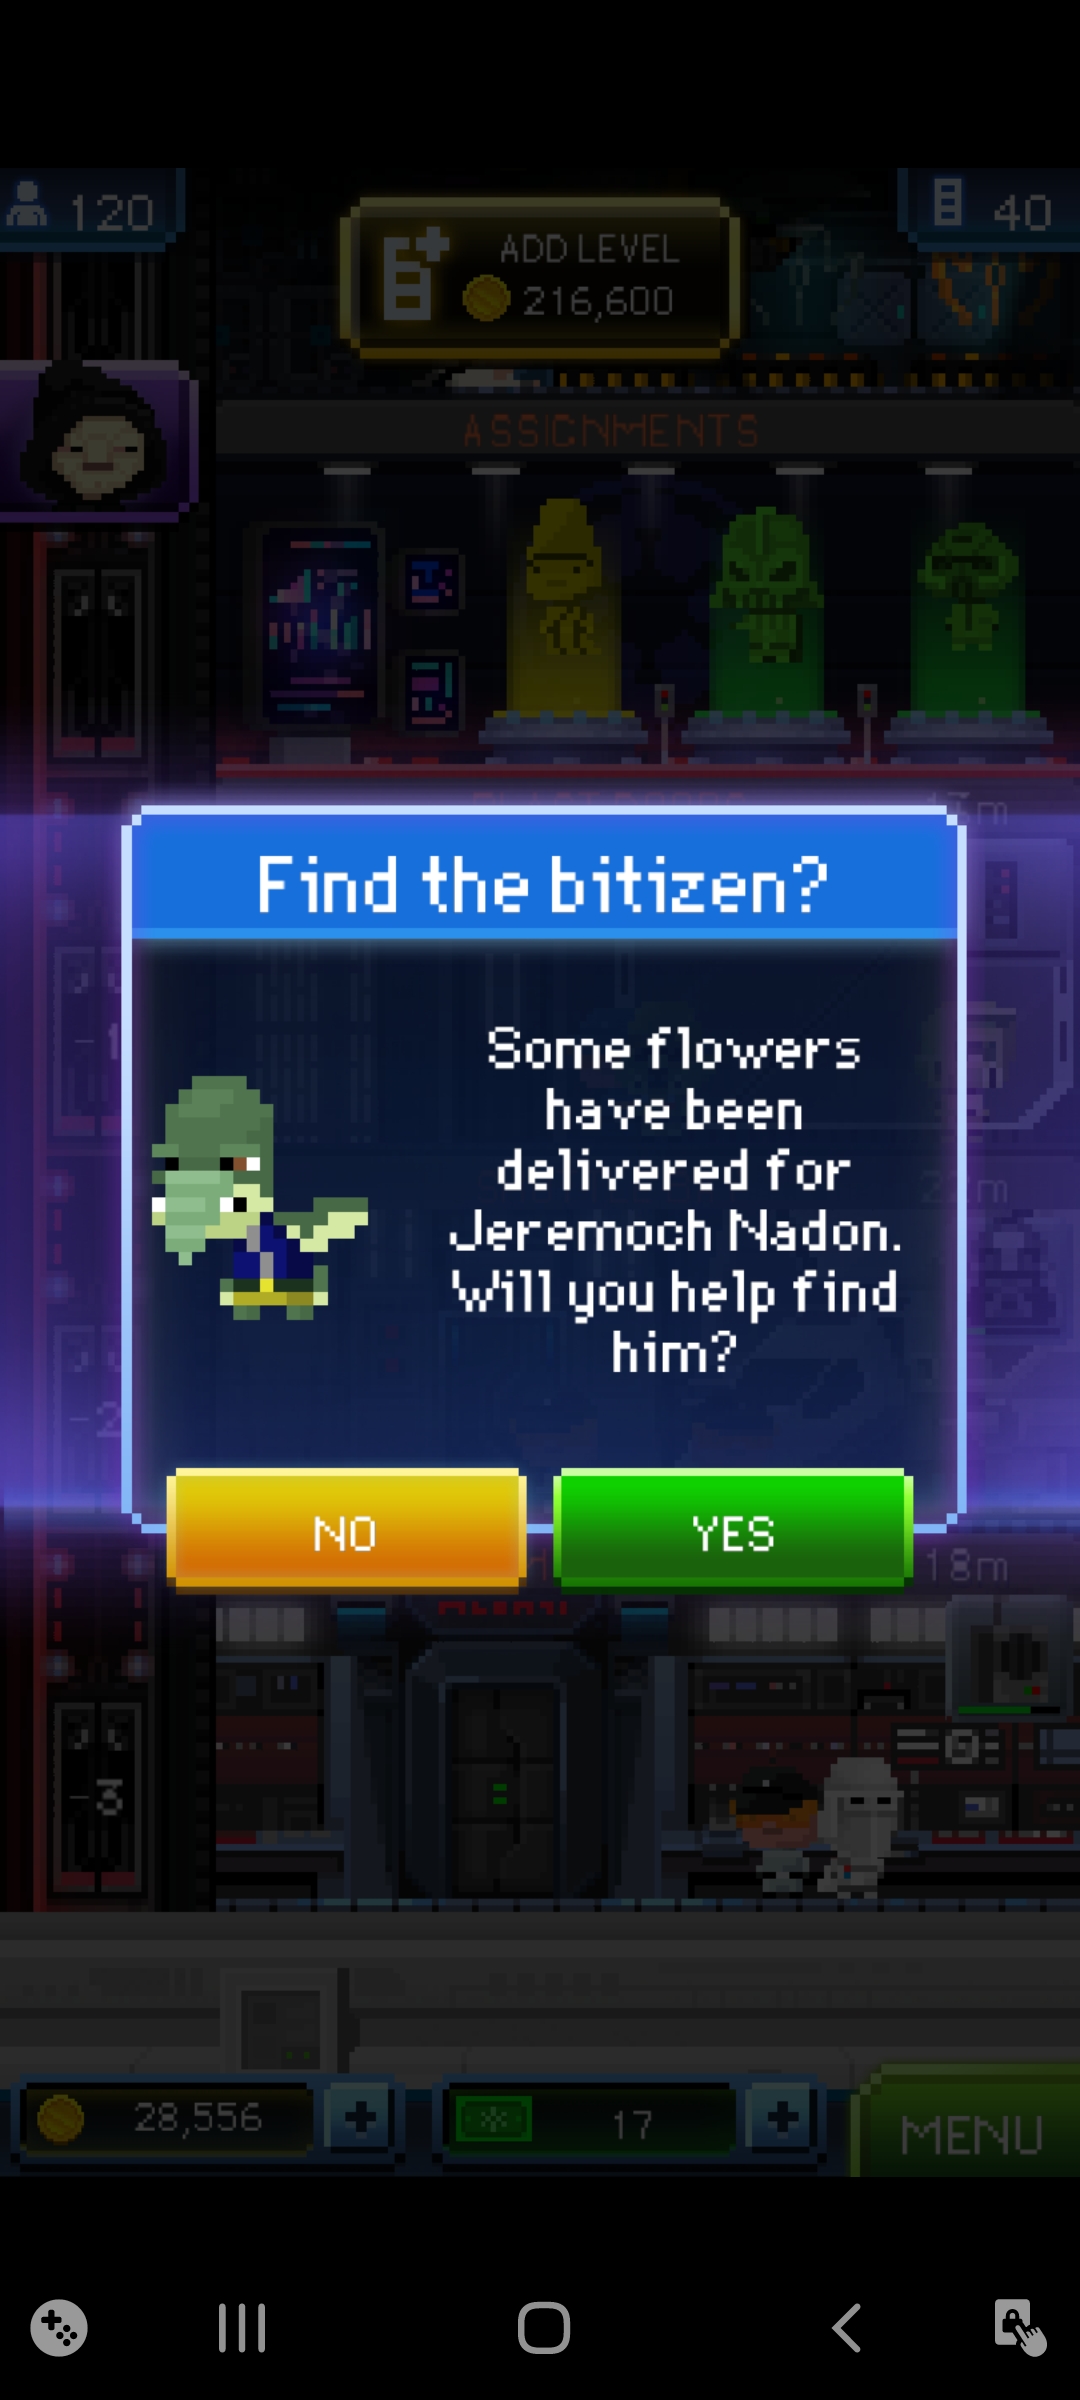 120
ADD LEVEL
216,600
40
ASSIGNMENTS
Find the bitizen?
Some flowers
have been
delivered for
Jeremoch Nadon.
Will you help find
him?
NO
YES
18m
-3
28,556
17
MENU